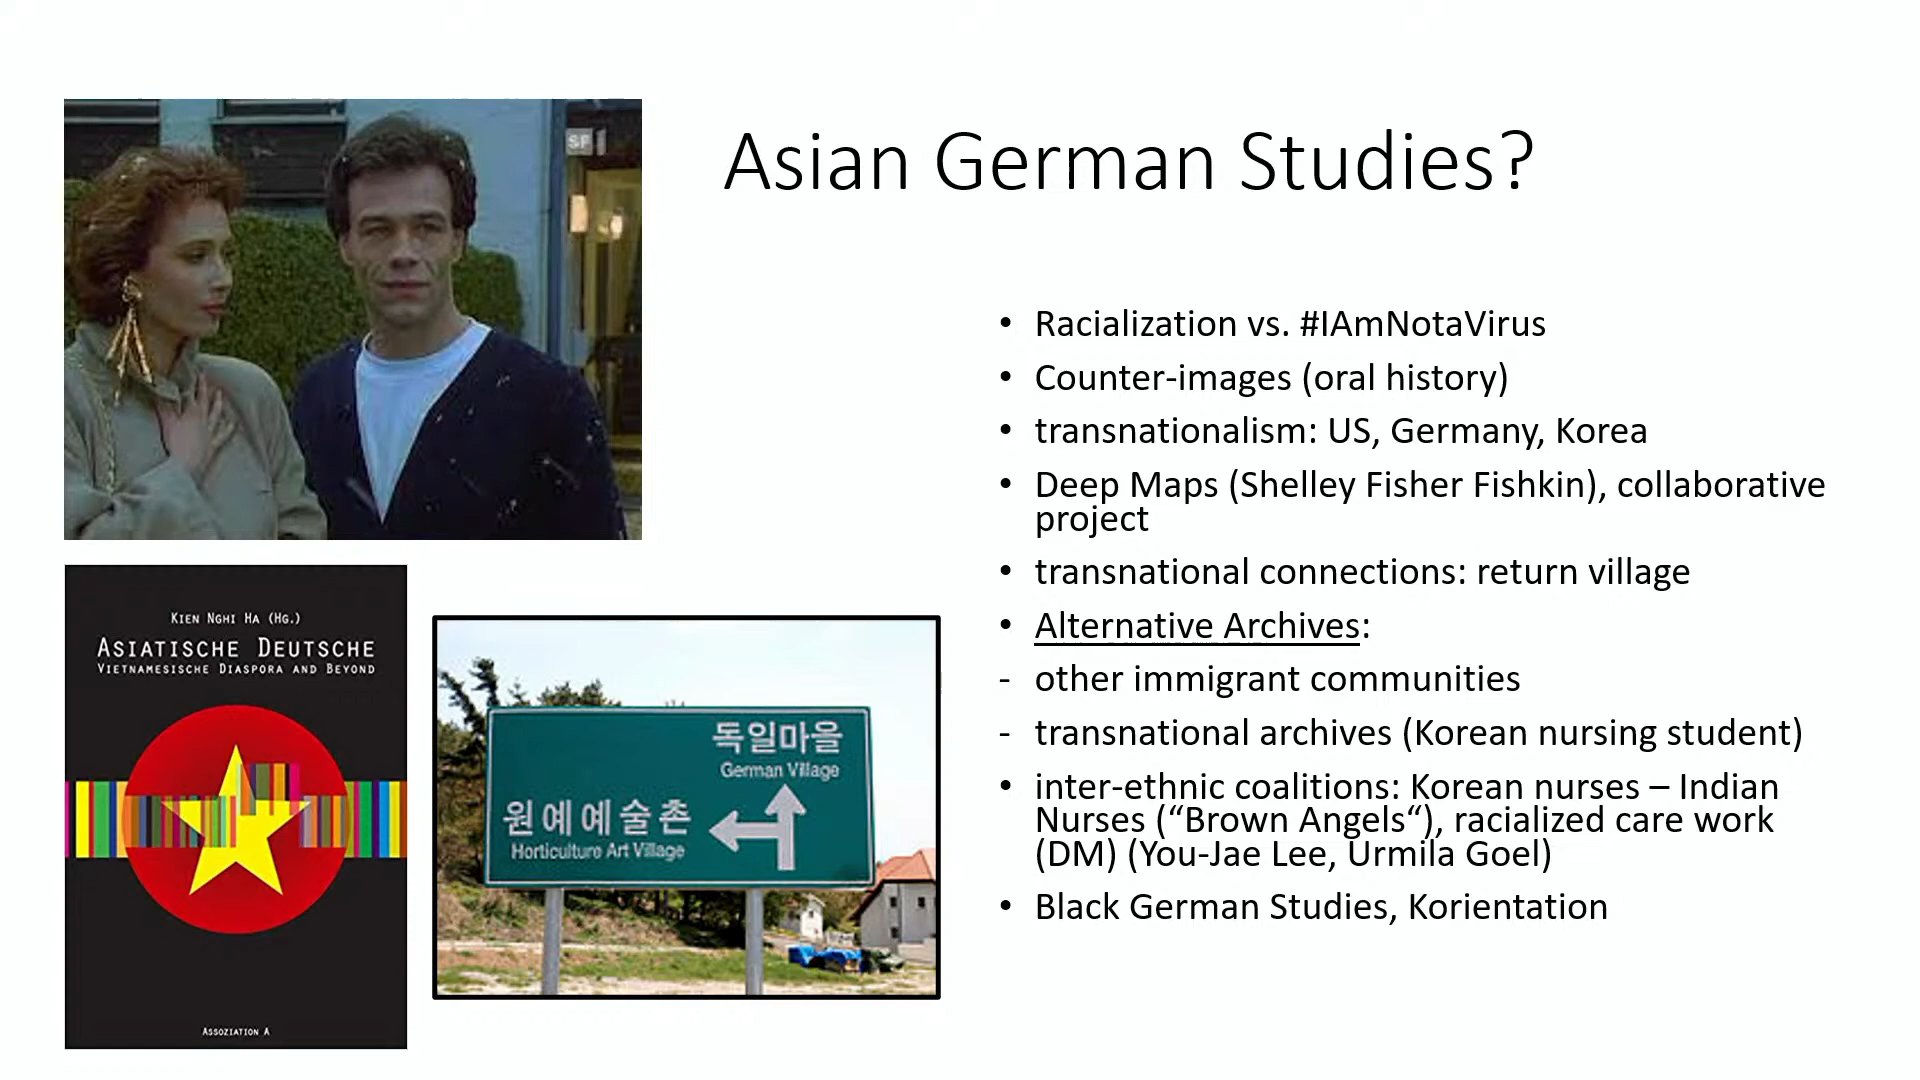 SF
Asian German Studies?
• Racialization vs. #IAmNotaVirus
• Counter-images (oral history)
• transnationalism: US, Germany, Korea
• Deep Maps (Shelley Fisher Fishkin), collaborative
project
• transnational connections: return village
• Alternative Archives:
- other immigrant communities
- transnational archives (Korean nursing student)
• inter-ethnic coalitions: Korean nurses – Indian
Nurses (“Brown Angels“), racialized care work
(DM) (You-Jae Lee, Urmila Goel)
• Black German Studies, Korientation
Kien Nghi Ha (Hg.)
Asiatische Deutsche
Vietnamesische Diaspora and Beyond
Assoziation A
독일마을
German Village
원예예술촌
Horticulture Art Village